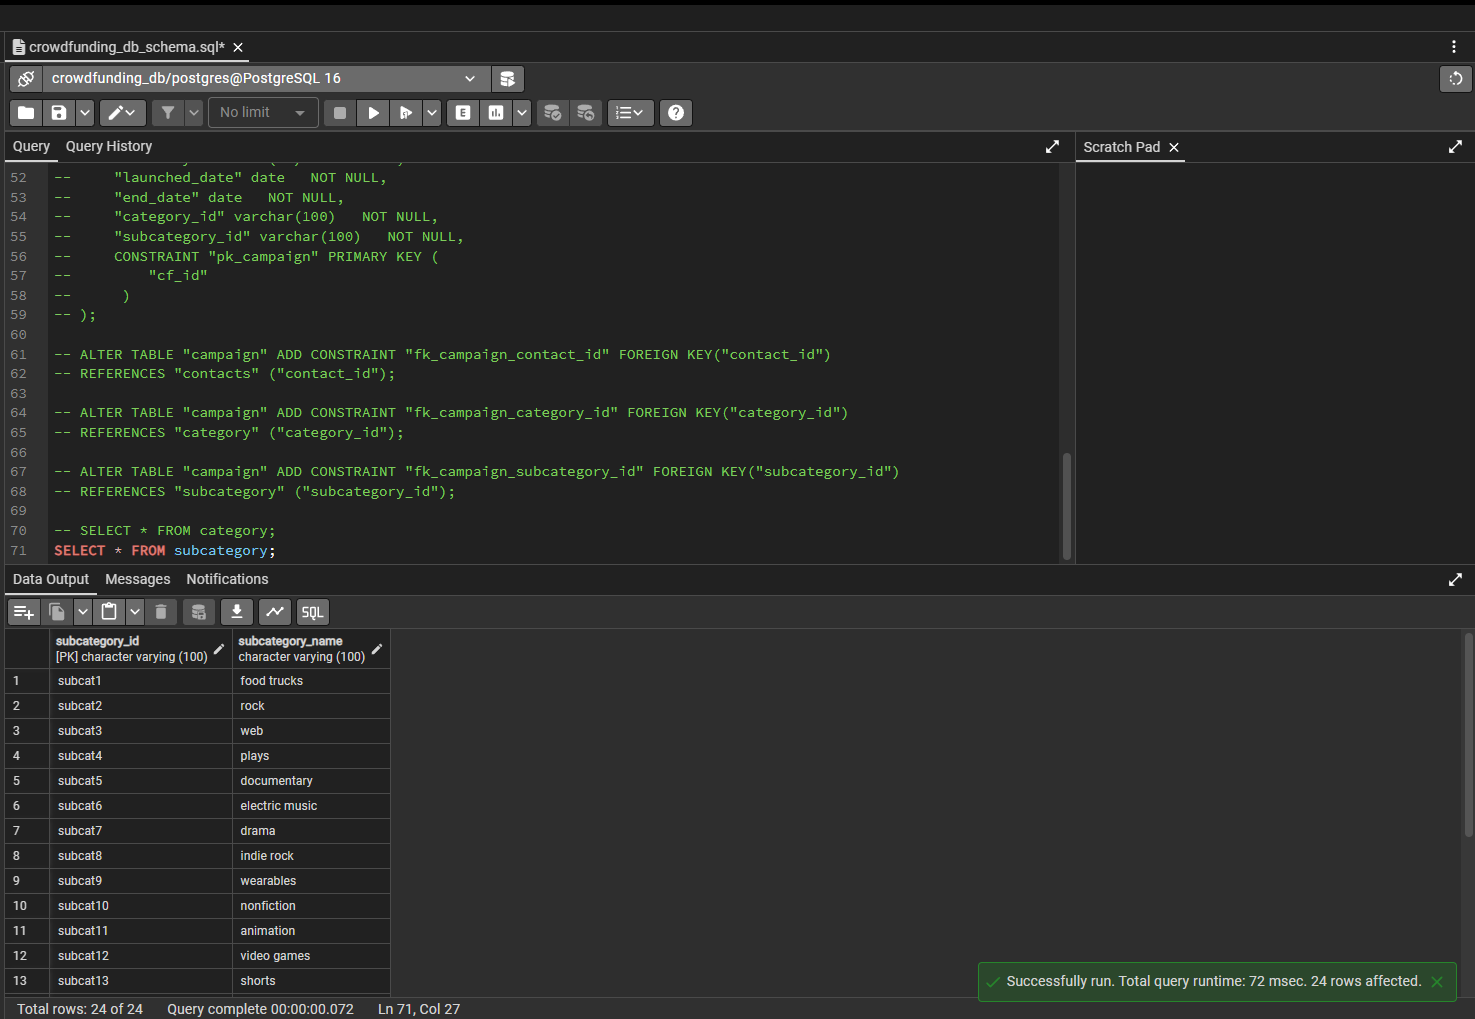 crowdfunding_db_schema.sql*
crowdfunding_db/postgres@PostgreSQL 16
No limit
E
Query Query History
Scratch Pad
52 -- "launched_date" date NOT NULL,
53 -- "end_date" date NOT NULL,
54 -- "category_id" varchar(100) NOT NULL,
55 -- "subcategory_id" varchar(100) NOT NULL,
56 -- CONSTRAINT "pk_campaign" PRIMARY KEY (
57 -- "cf_id"
58 -- )
59 -- );
60
61 -- ALTER TABLE "campaign" ADD CONSTRAINT "fk_campaign_contact_id" FOREIGN KEY("contact_id")
62 -- REFERENCES "contacts" ("contact_id");
63
64 -- ALTER TABLE "campaign" ADD CONSTRAINT "fk_campaign_category_id" FOREIGN KEY("category_id")
65 -- REFERENCES "category" ("category_id");
66
67 -- ALTER TABLE "campaign" ADD CONSTRAINT "fk_campaign_subcategory_id" FOREIGN KEY("subcategory_id")
68 -- REFERENCES "subcategory" ("subcategory_id");
69
70 -- SELECT * FROM category;
71 SELECT * FROM subcategory;
Data Output Messages Notifications
SQL
subcategory_id subcategory_name
[PK] character varying (100) character varying (100)
1 subcat1 food trucks
2 subcat2 rock
3 subcat3 web
4 subcat4 plays
5 subcat5 documentary
6 subcat6 electric music
7 subcat7 drama
8 subcat8 indie rock
9 subcat9 wearables
10 subcat10 nonfiction
11 subcat11 animation
12 subcat12 video games
13 subcat13 shorts
Successfully run. Total query runtime: 72 msec. 24 rows affected.
Total rows: 24 of 24 Query complete 00:00:00.072 Ln 71, Col 27